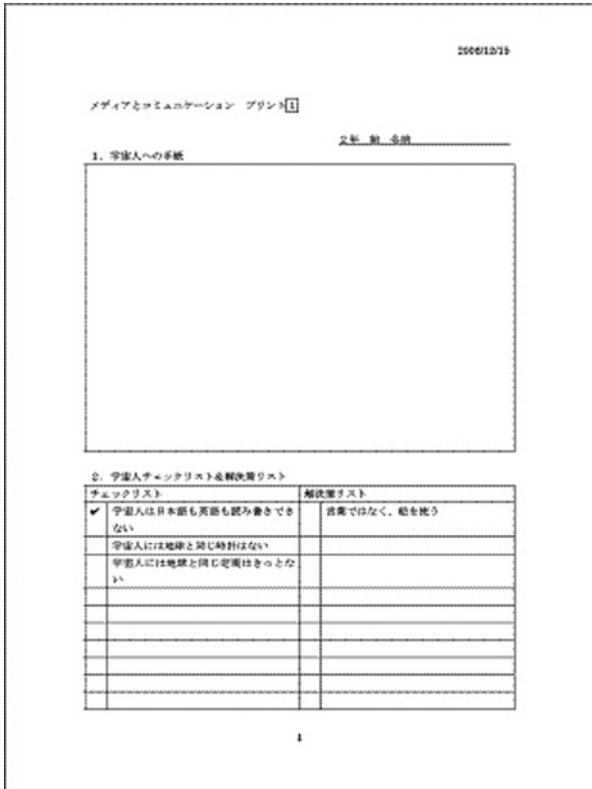 2006/12/15
メディアとコミュニケーション プリント1
2年 組 名前
1. 宇宙人への手紙
2. 宇宙人チェックリスト&解決策リスト
チェックリスト
解決策リスト
✔ 宇宙人は日本語も英語も読み書きでき
ない
言葉ではなく、絵を使う
宇宙人には地球と同じ時計はない
宇宙人には地球と同じ定規はきっとな
い
1